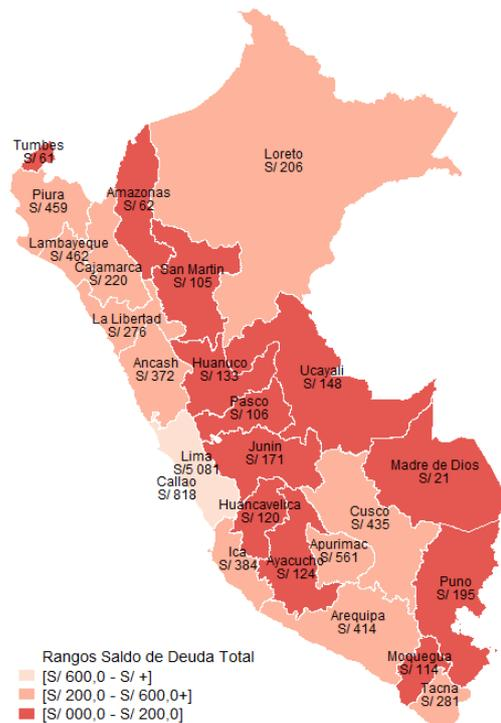 Tumbes
S/ 61
Loreto
S/ 206
Piura
S/ 459
Amazonas
S/ 62
Lambayeque
S/ 462
Cajamarca
S/ 220
San Martin
S/ 105
La Libertad
S/ 276
Ancash
S/ 372
Huanuco
S/ 133
Ucayali
S/ 148
Pasco
S/ 106
Junin
S/ 171
Lima
S/5 081
Callao
S/ 818
Madre de Dios
S/ 21
Huancavelica
S/ 120
Cusco
S/ 435
Ica
S/ 384
Ayacucho
S/ 124
Apurimac
S/ 561
Puno
S/ 195
Arequipa
S/ 414
Moquegua
S/ 114
Tacna
S/ 281
Rangos Saldo de Deuda Total
[S/ 600,0 - S/ +]
[S/ 200,0 - S/ 600,0+]
[S/ 000,0 - S/ 200,0]